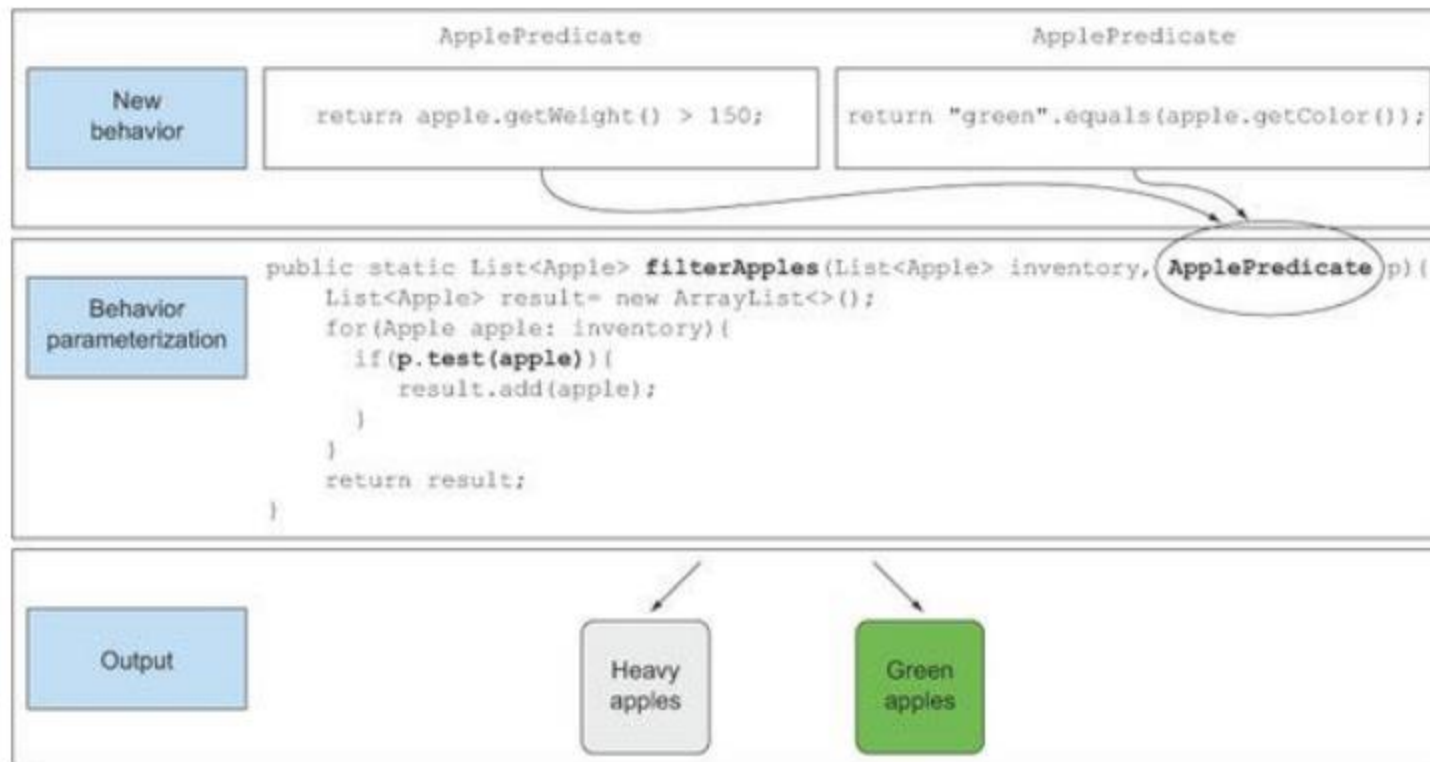 ApplePredicate
ApplePredicate
New
behavior
return apple.getWeight() > 150;
return "green".equals(apple.getColor());
Behavior
parameterization
public static List<Apple> filterApples(List<Apple> inventory, ApplePredicate p){
List<Apple> result= new ArrayList<>();
for(Apple apple: inventory){
if(p.test(apple)){
result.add(apple);
}
}
return result;
}
Output
Heavy
apples
Green
apples